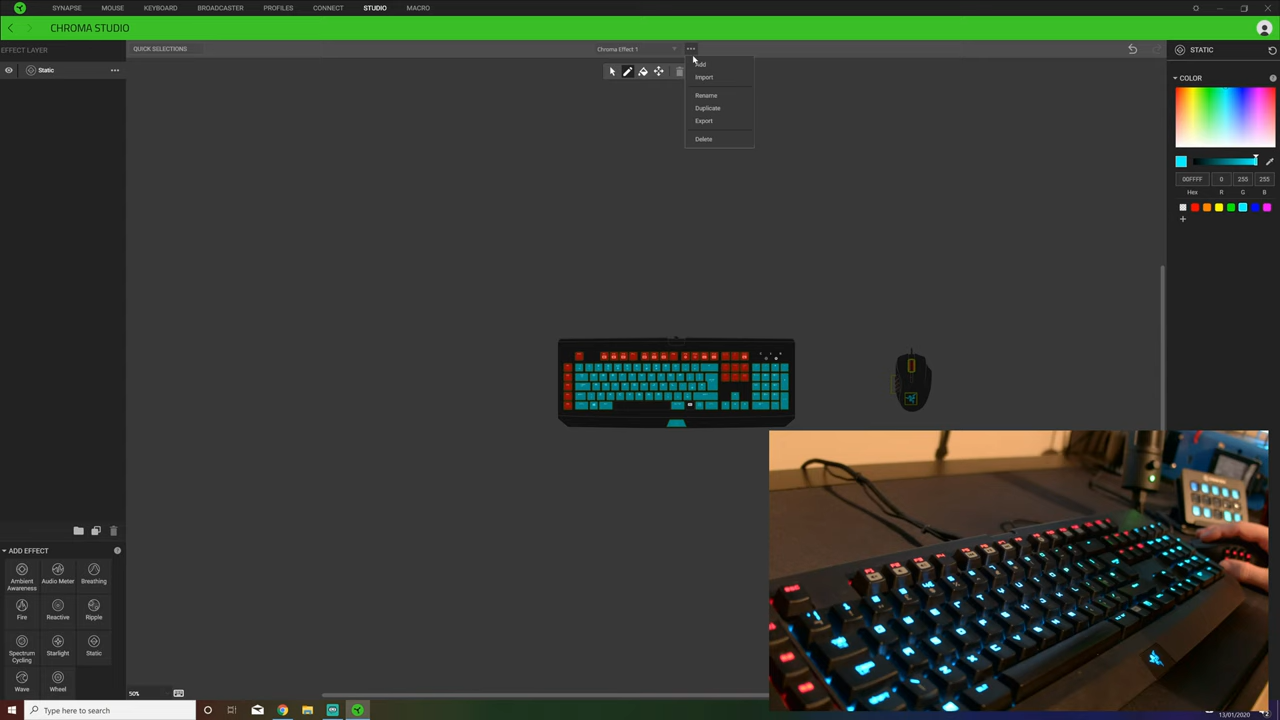 SYNAPSE MOUSE KEYBOARD BROADCASTER PROFILES CONNECT STUDIO MACRO
CHROMA STUDIO
EFFECT LAYER
Static
QUICK SELECTIONS
Chroma Effect 1
Add
Import
Rename
Duplicate
Export
Delete
STATIC
COLOR
00FFFF 0 255 255
Hex R G B
ADD EFFECT
Ambient Awareness
Audio Meter
Breathing
Fire
Reactive
Ripple
Spectrum Cycling
Starlight
Static
Wave
Wheel
50%
Type here to search
13/01/2020